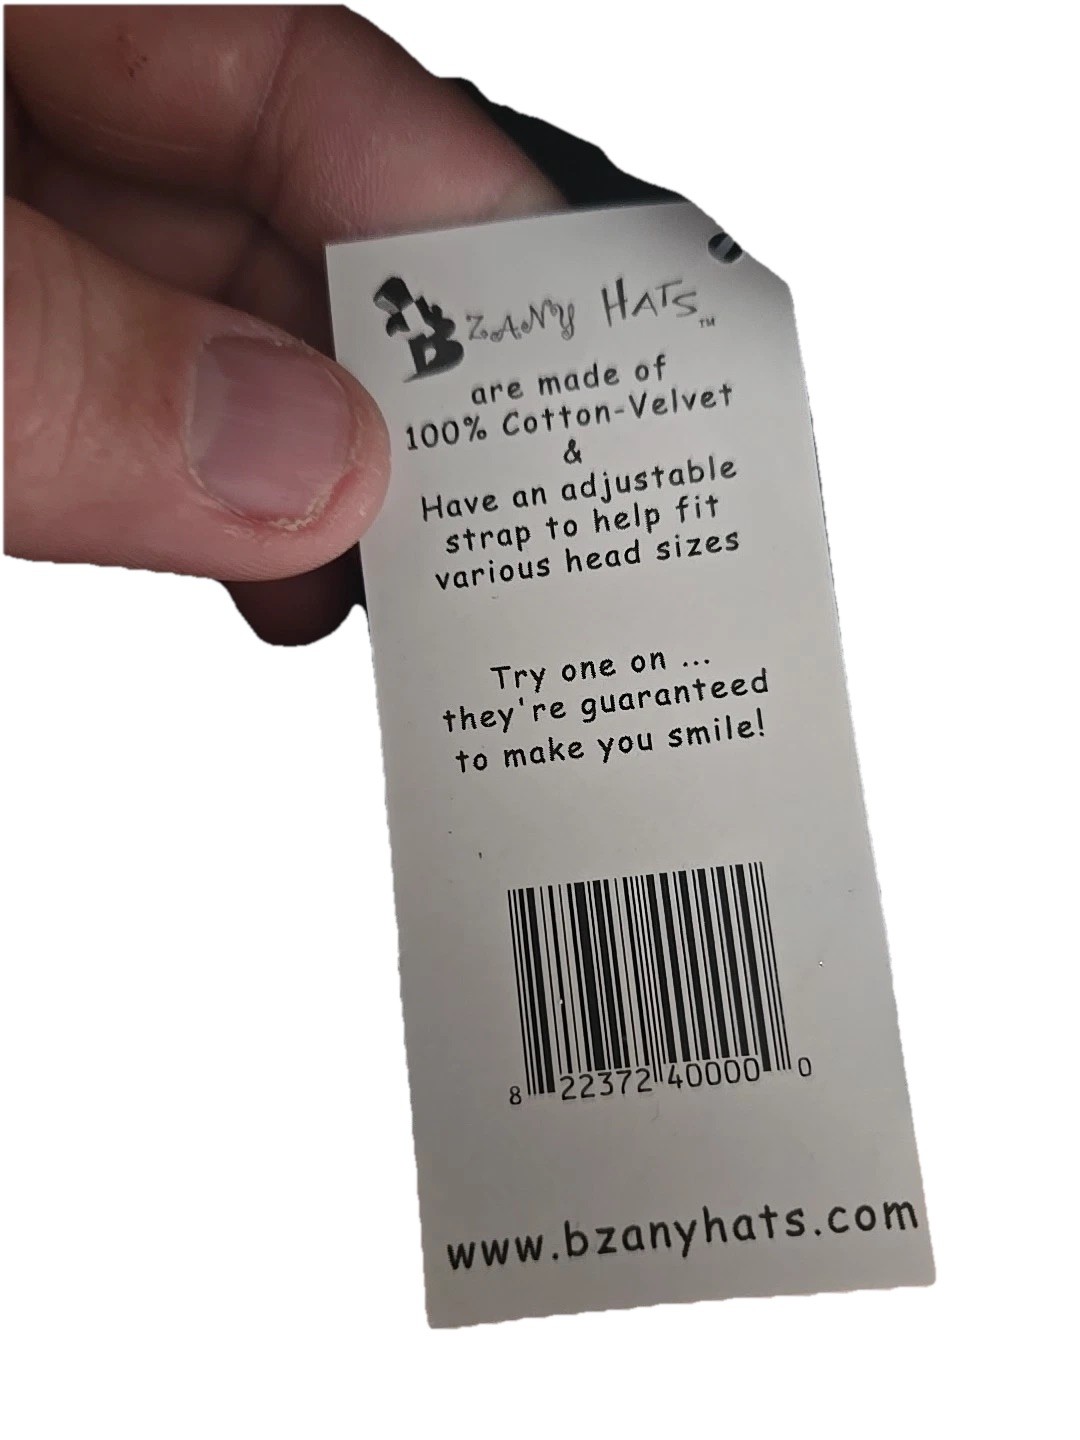 BZANY HATS™
are made of
100% Cotton-Velvet
&
Have an adjustable
strap to help fit
various head sizes
Try one on ...
they're guaranteed
to make you smile!
8 22372 40000 0
www.bzanyhats.com